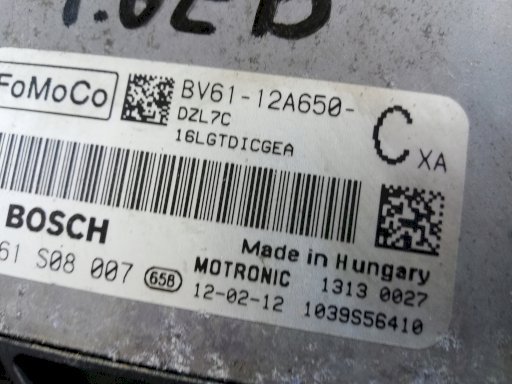 FoMoCo
BV61-12A650-
CXA
DZL7C
16LGTDICGEA
BOSCH
Made in Hungary
61 S08 007
658
MOTRONIC
1313 0027
12-02-12
1039S56410